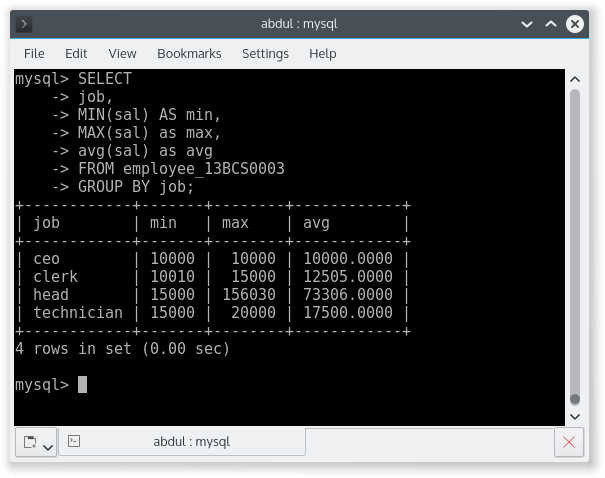 abdul : mysql
File Edit View Bookmarks Settings Help
mysql> SELECT
    -> job,
    -> MIN(sal) AS min,
    -> MAX(sal) as max,
    -> avg(sal) as avg
    -> FROM employee_13BCS0003
    -> GROUP BY job;
+------------+-------+--------+------------+
| job        | min   | max    | avg        |
+------------+-------+--------+------------+
| ceo        | 10000 |  10000 | 10000.0000 |
| clerk      | 10010 |  15000 | 12505.0000 |
| head       | 15000 | 156030 | 73306.0000 |
| technician | 15000 |  20000 | 17500.0000 |
+------------+-------+--------+------------+
4 rows in set (0.00 sec)
mysql>
abdul : mysql